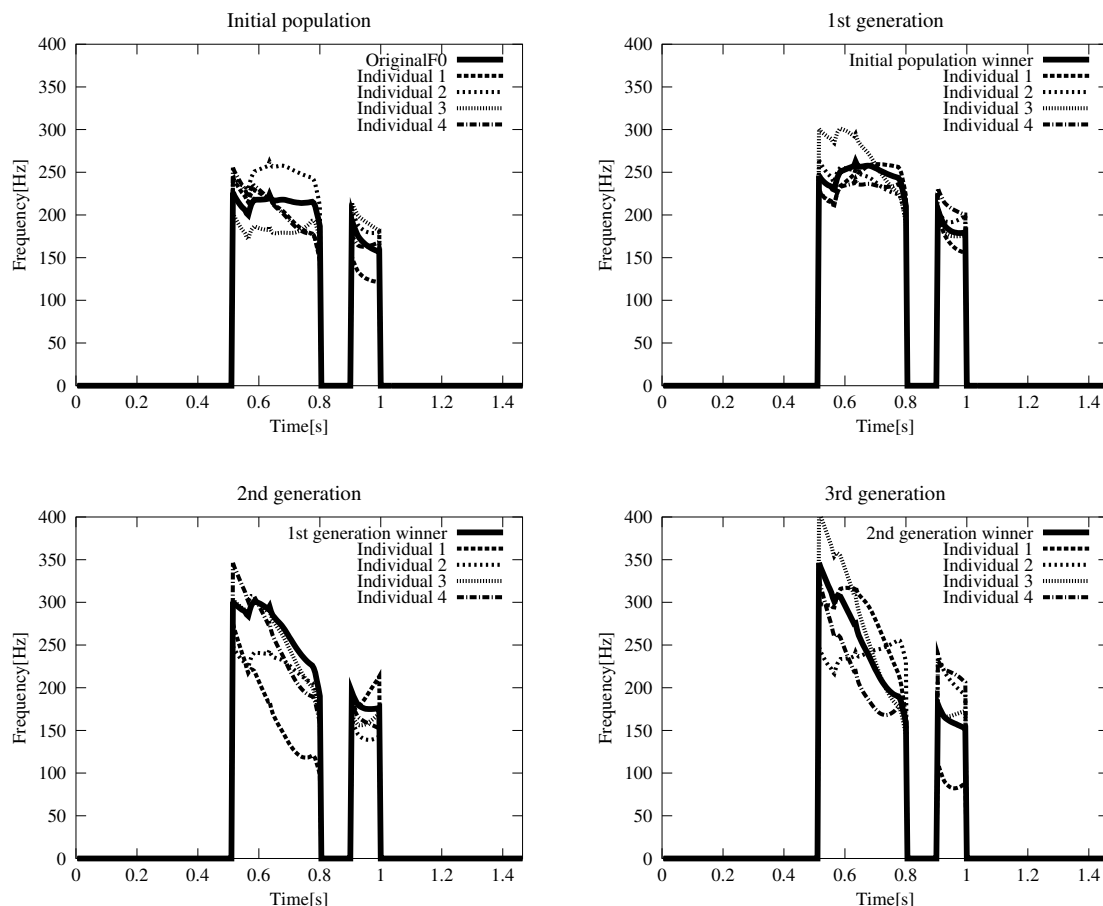 Initial population
400
350
300
250
200
150
100
50
0
Frequency[Hz]
OriginalF0
Individual 1
Individual 2
Individual 3
Individual 4
0 0.2 0.4 0.6 0.8 1 1.2 1.4
Time[s]
1st generation
400
350
300
250
200
150
100
50
0
Frequency[Hz]
Initial population winner
Individual 1
Individual 2
Individual 3
Individual 4
0 0.2 0.4 0.6 0.8 1 1.2 1.4
Time[s]
2nd generation
400
350
300
250
200
150
100
50
0
Frequency[Hz]
1st generation winner
Individual 1
Individual 2
Individual 3
Individual 4
0 0.2 0.4 0.6 0.8 1 1.2 1.4
Time[s]
3rd generation
400
350
300
250
200
150
100
50
0
Frequency[Hz]
2nd generation winner
Individual 1
Individual 2
Individual 3
Individual 4
0 0.2 0.4 0.6 0.8 1 1.2 1.4
Time[s]